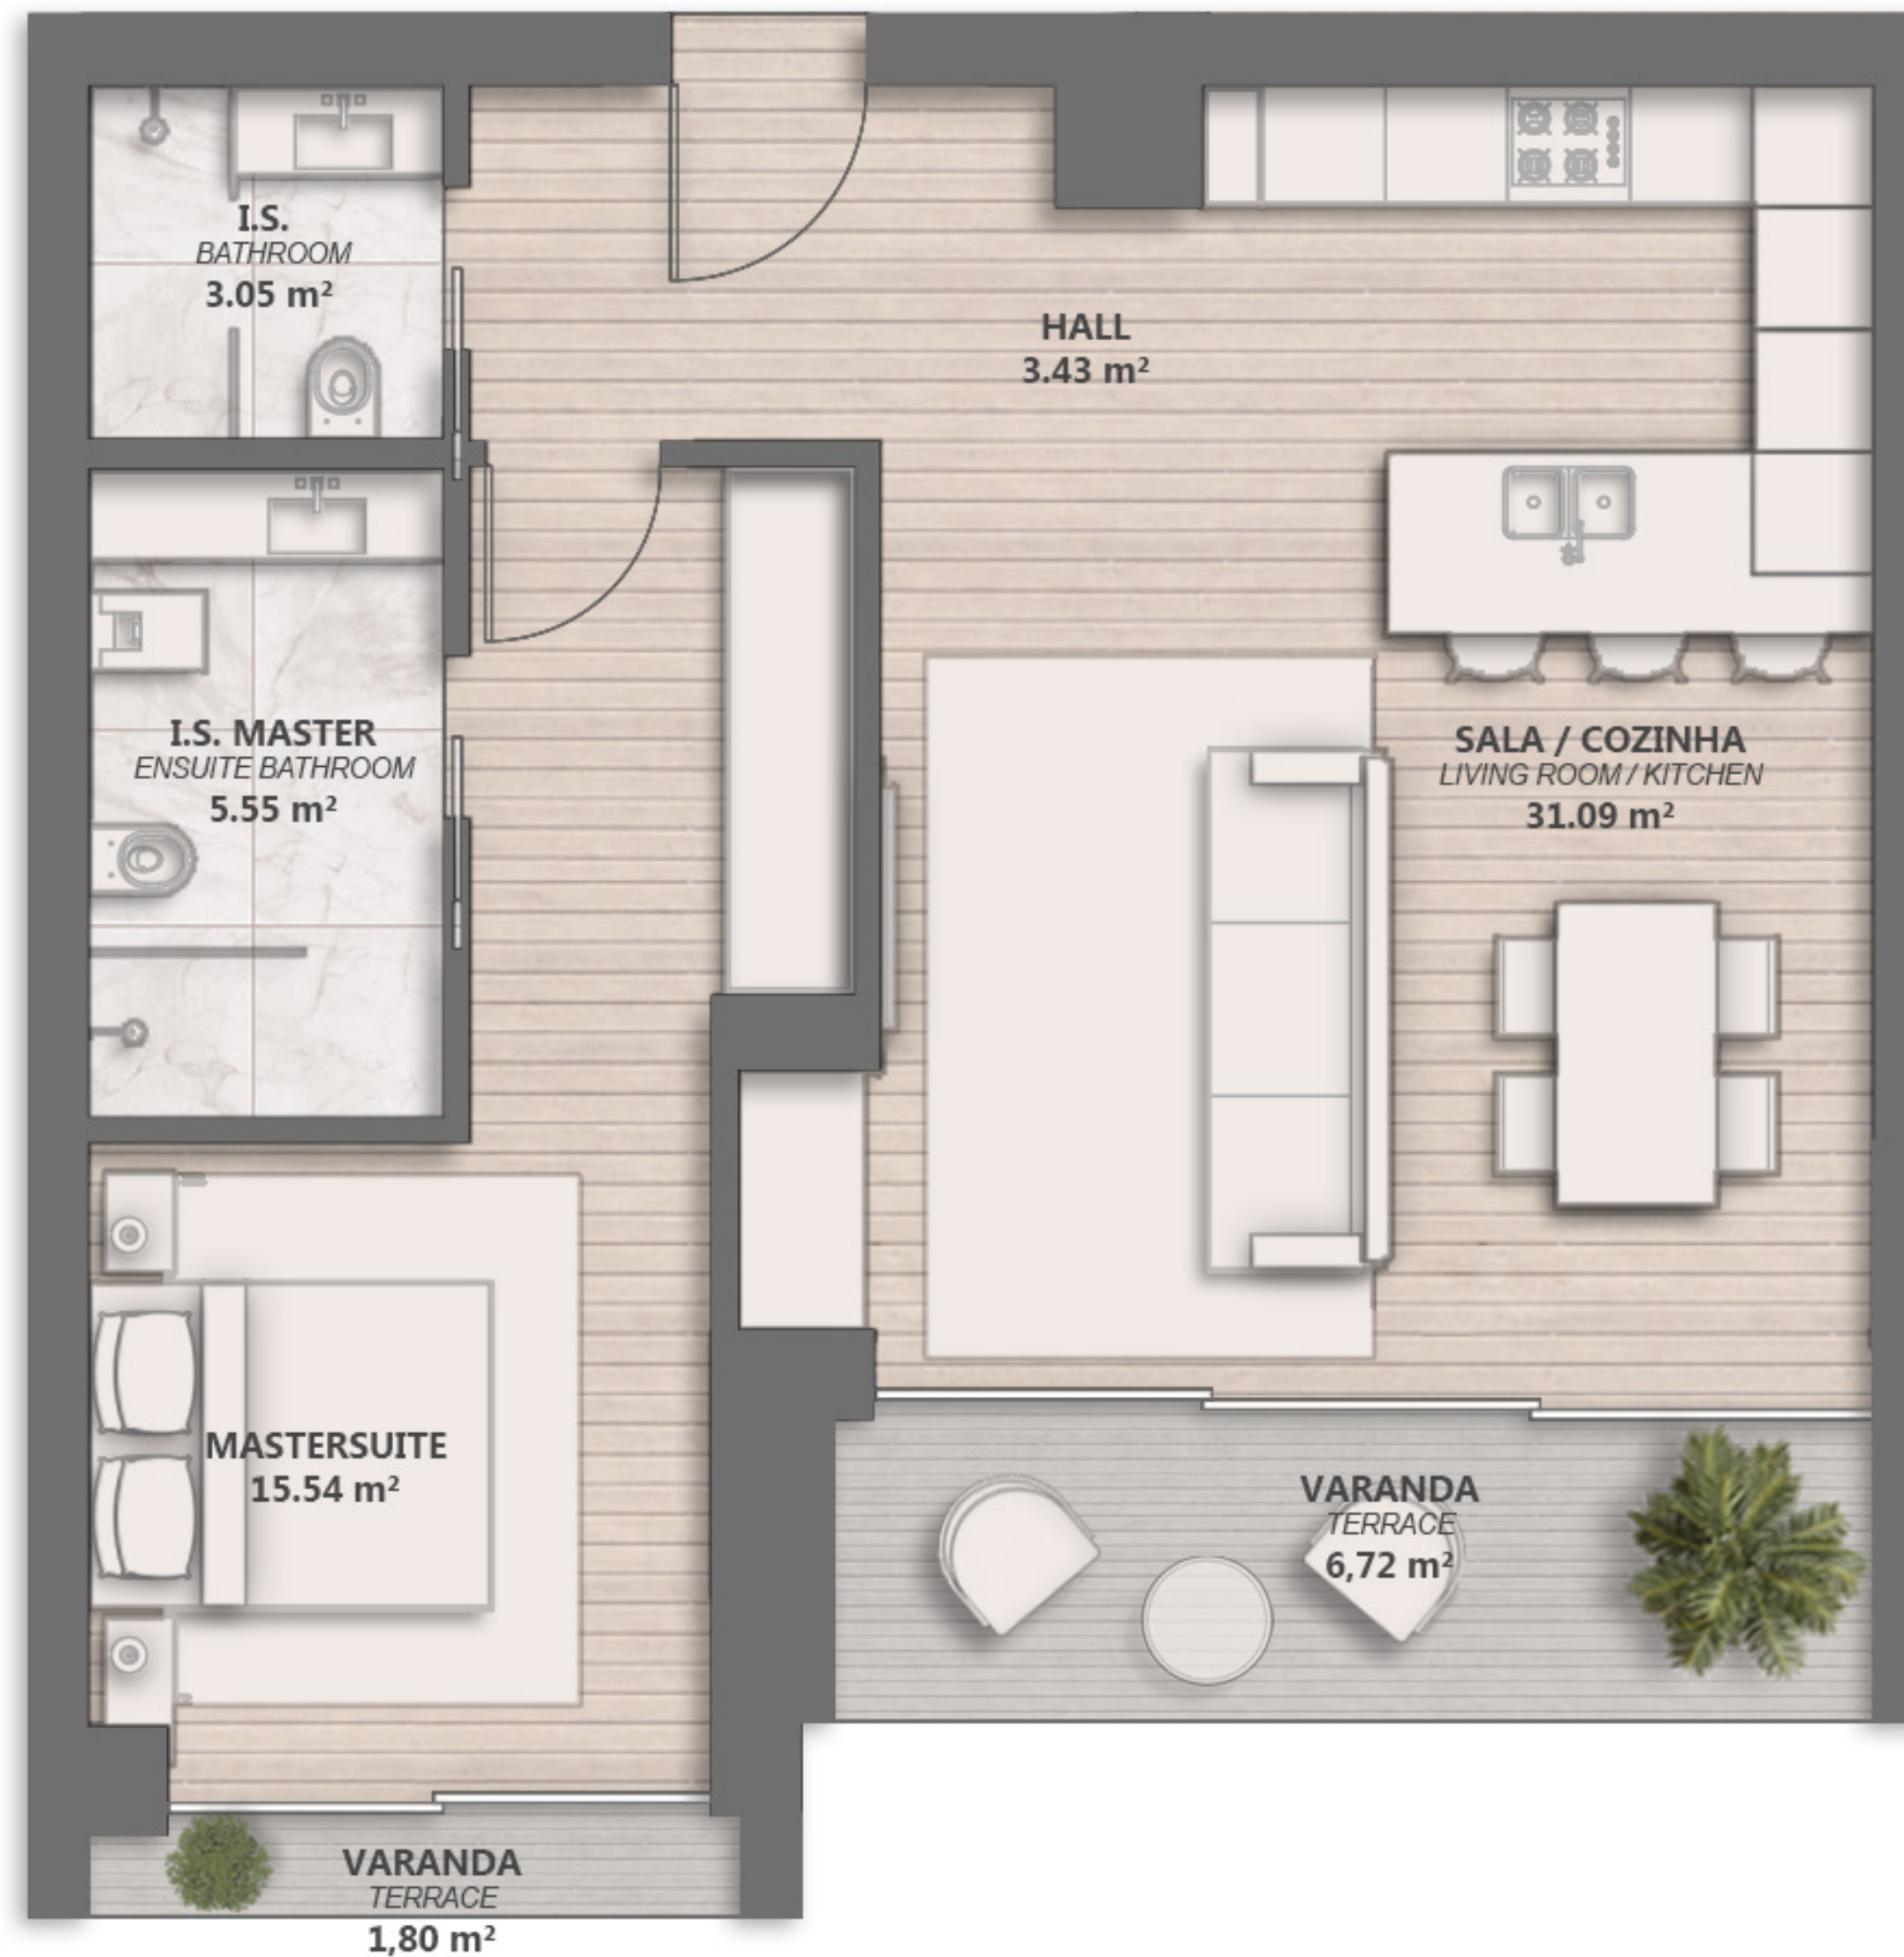 I.S.
BATHROOM
3.05 m²
HALL
3.43 m²
I.S. MASTER
ENSUITE BATHROOM
5.55 m²
SALA / COZINHA
LIVING ROOM / KITCHEN
31.09 m²
MASTERSUITE
15.54 m²
VARANDA
TERRACE
6,72 m²
VARANDA
TERRACE
1,80 m²